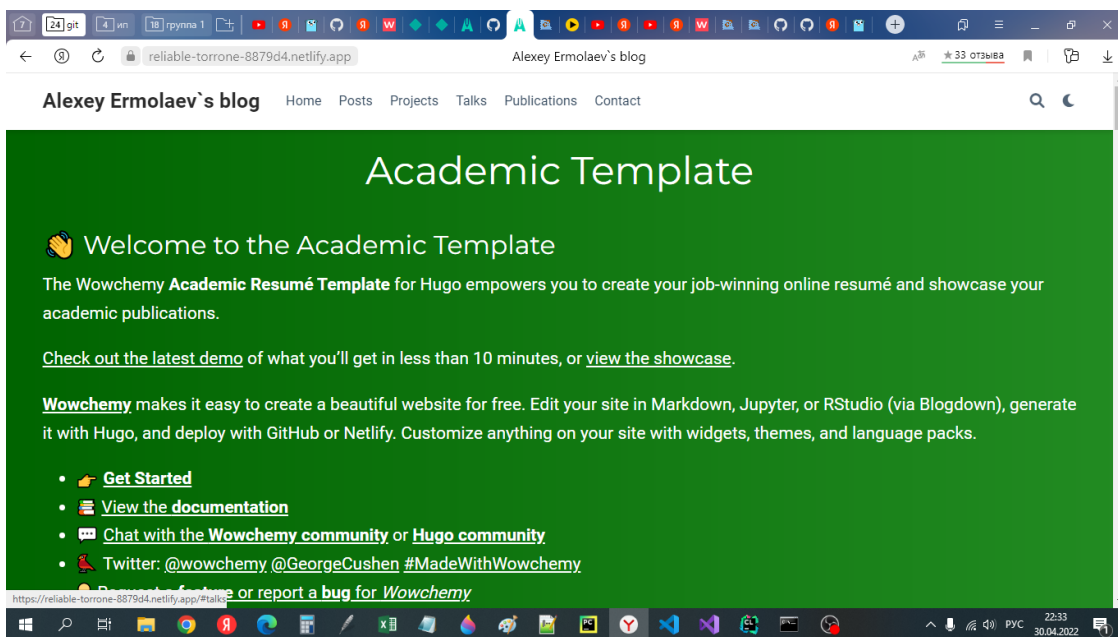 7 24 git 4 ип 18 группа 1
reliable-torrone-8879d4.netlify.app Alexey Ermolaev`s blog 33 отзыва
Alexey Ermolaev`s blog Home Posts Projects Talks Publications Contact
Academic Template
👋 Welcome to the Academic Template
The Wowchemy Academic Resumé Template for Hugo empowers you to create your job-winning online resumé and showcase your
academic publications.
Check out the latest demo of what you’ll get in less than 10 minutes, or view the showcase.
Wowchemy makes it easy to create a beautiful website for free. Edit your site in Markdown, Jupyter, or RStudio (via Blogdown), generate
it with Hugo, and deploy with GitHub or Netlify. Customize anything on your site with widgets, themes, and language packs.
👉 Get Started
📚 View the documentation
💬 Chat with the Wowchemy community or Hugo community
🐦 Twitter: @wowchemy @GeorgeCushen #MadeWithWowchemy
💡 Request a feature or report a bug for Wowchemy
https://reliable-torrone-8879d4.netlify.app/#talks
РУС 22:33
30.04.2022